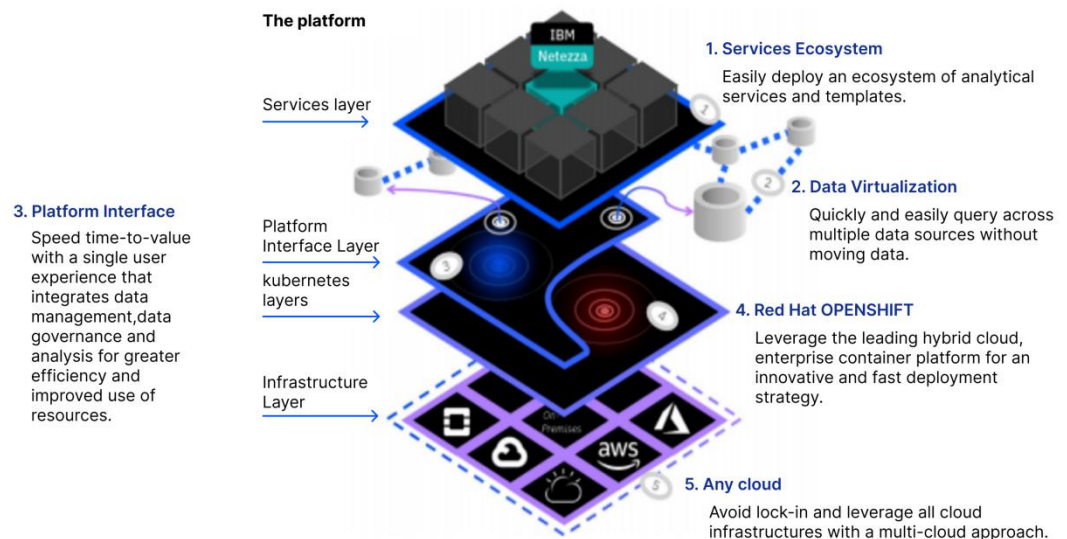 The platform
IBM
Netezza
Services layer
1
1. Services Ecosystem
Easily deploy an ecosystem of analytical
services and templates.
2
2. Data Virtualization
Quickly and easily query across
multiple data sources without
moving data.
3. Platform Interface
Speed time-to-value
with a single user
experience that
integrates data
management,data
governance and
analysis for greater
efficiency and
improved use of
resources.
Platform
Interface Layer
3
kubernetes
layers
4
4. Red Hat OPENSHIFT
Leverage the leading hybrid cloud,
enterprise container platform for an
innovative and fast deployment
strategy.
Infrastructure
Layer
On
Premises
aws
5
5. Any cloud
Avoid lock-in and leverage all cloud
infrastructures with a multi-cloud approach.